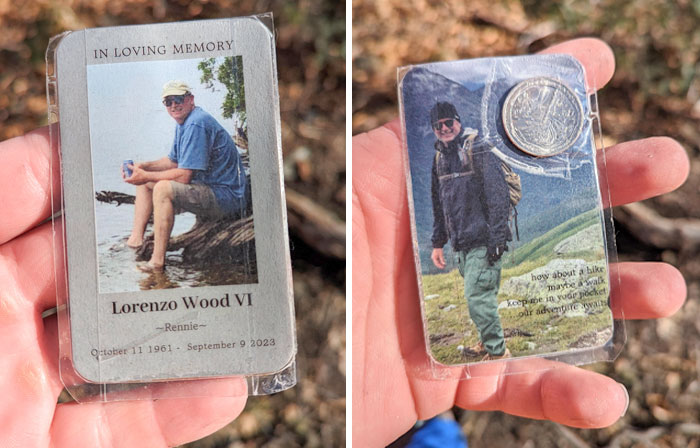 IN LOVING MEMORY
Lorenzo Wood VI
~Rennie~
October 11 1961 - September 9 2023
how about a hike
maybe a walk
keep me in your pocket
our adventure awaits